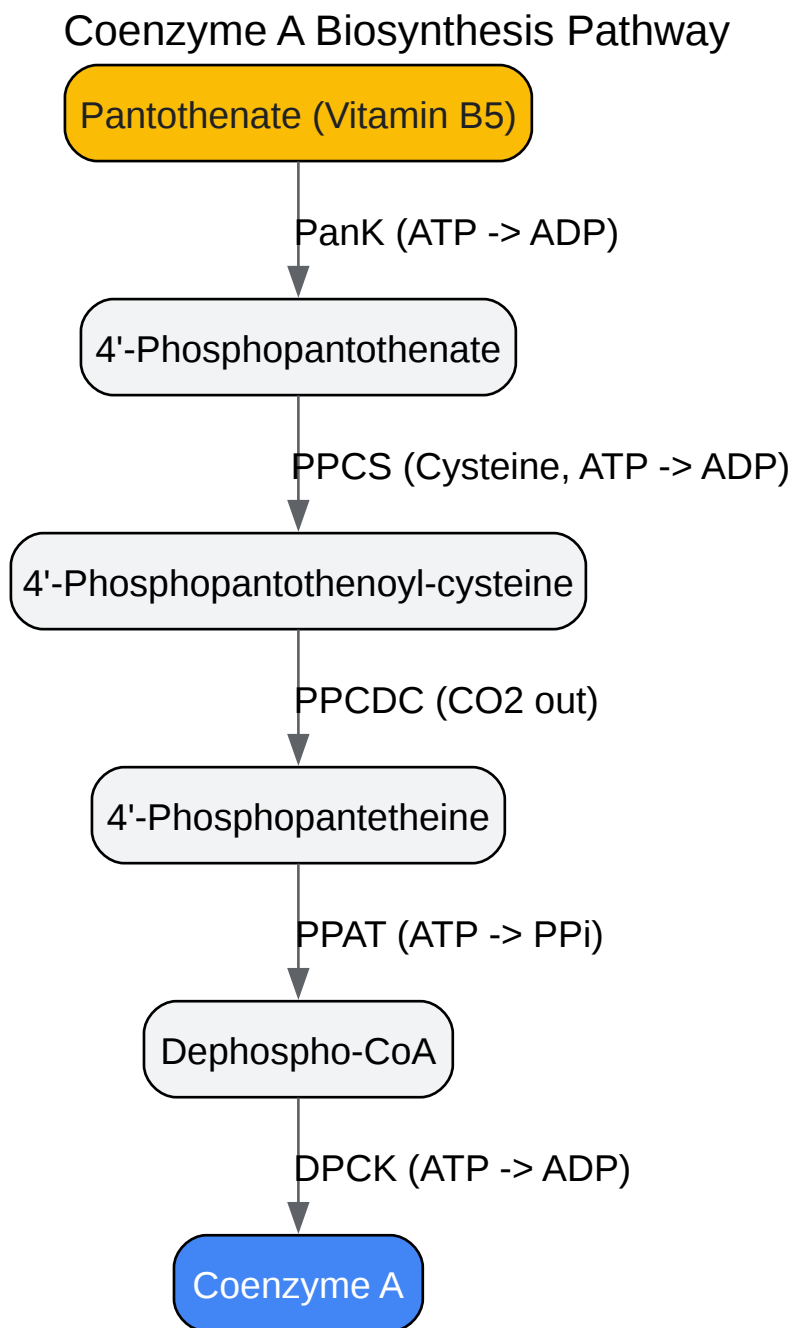 Coenzyme A Biosynthesis Pathway
Pantothenate (Vitamin B5)
PanK (ATP -> ADP)
4'-Phosphopantothenate
PPCS (Cysteine, ATP -> ADP)
4'-Phosphopantothenoyl-cysteine
PPCDC (CO2 out)
4'-Phosphopantetheine
PPAT (ATP -> PPi)
Dephospho-CoA
DPCK (ATP -> ADP)
Coenzyme A